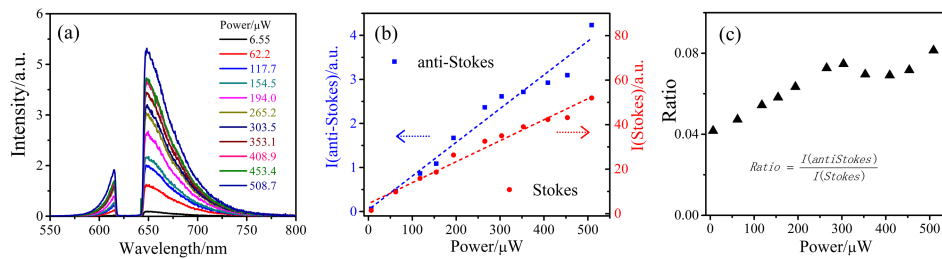 (a)
Power/μW
6.55
62.2
117.7
154.5
194.0
265.2
303.5
353.1
408.9
453.4
508.7
Intensity/a.u.
6
5
3
2
0
550 600 650 700 750 800
Wavelength/nm
(b)
anti-Stokes
Stokes
I(anti-Stokes)/a.u.
4
3
2
1
0
I(Stokes)/a.u.
80
60
40
20
0
0 100 200 300 400 500
Power/μW
(c)
Ratio
0.08
0.04
0.00
Ratio = I(antiStokes)
I(Stokes)
0 100 200 300 400 500
Power/μW